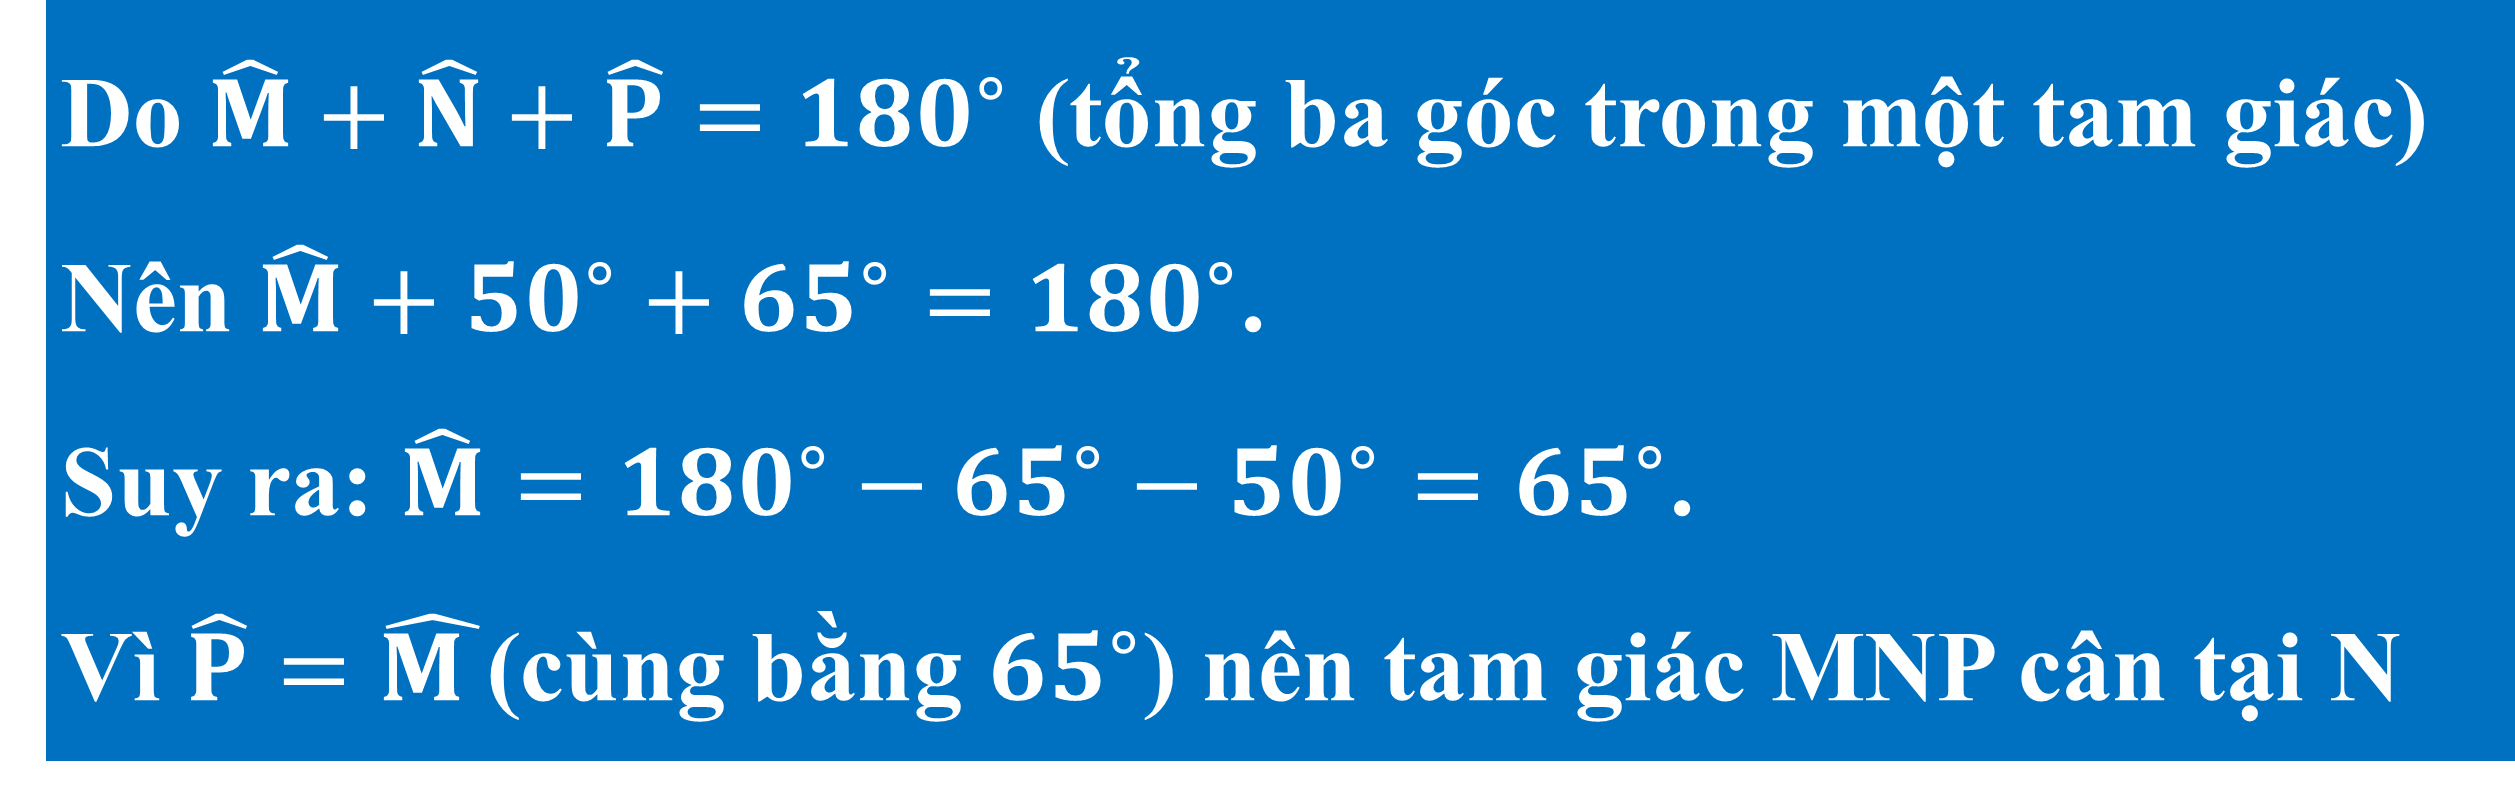 Do M̂ + N̂ + P̂ = 180° (tổng ba góc trong một tam giác)
Nên M̂ + 50° + 65° = 180°.
Suy ra: M̂ = 180° − 65° − 50° = 65°.
Vì P̂ = M̂ (cùng bằng 65°) nên tam giác MNP cân tại N